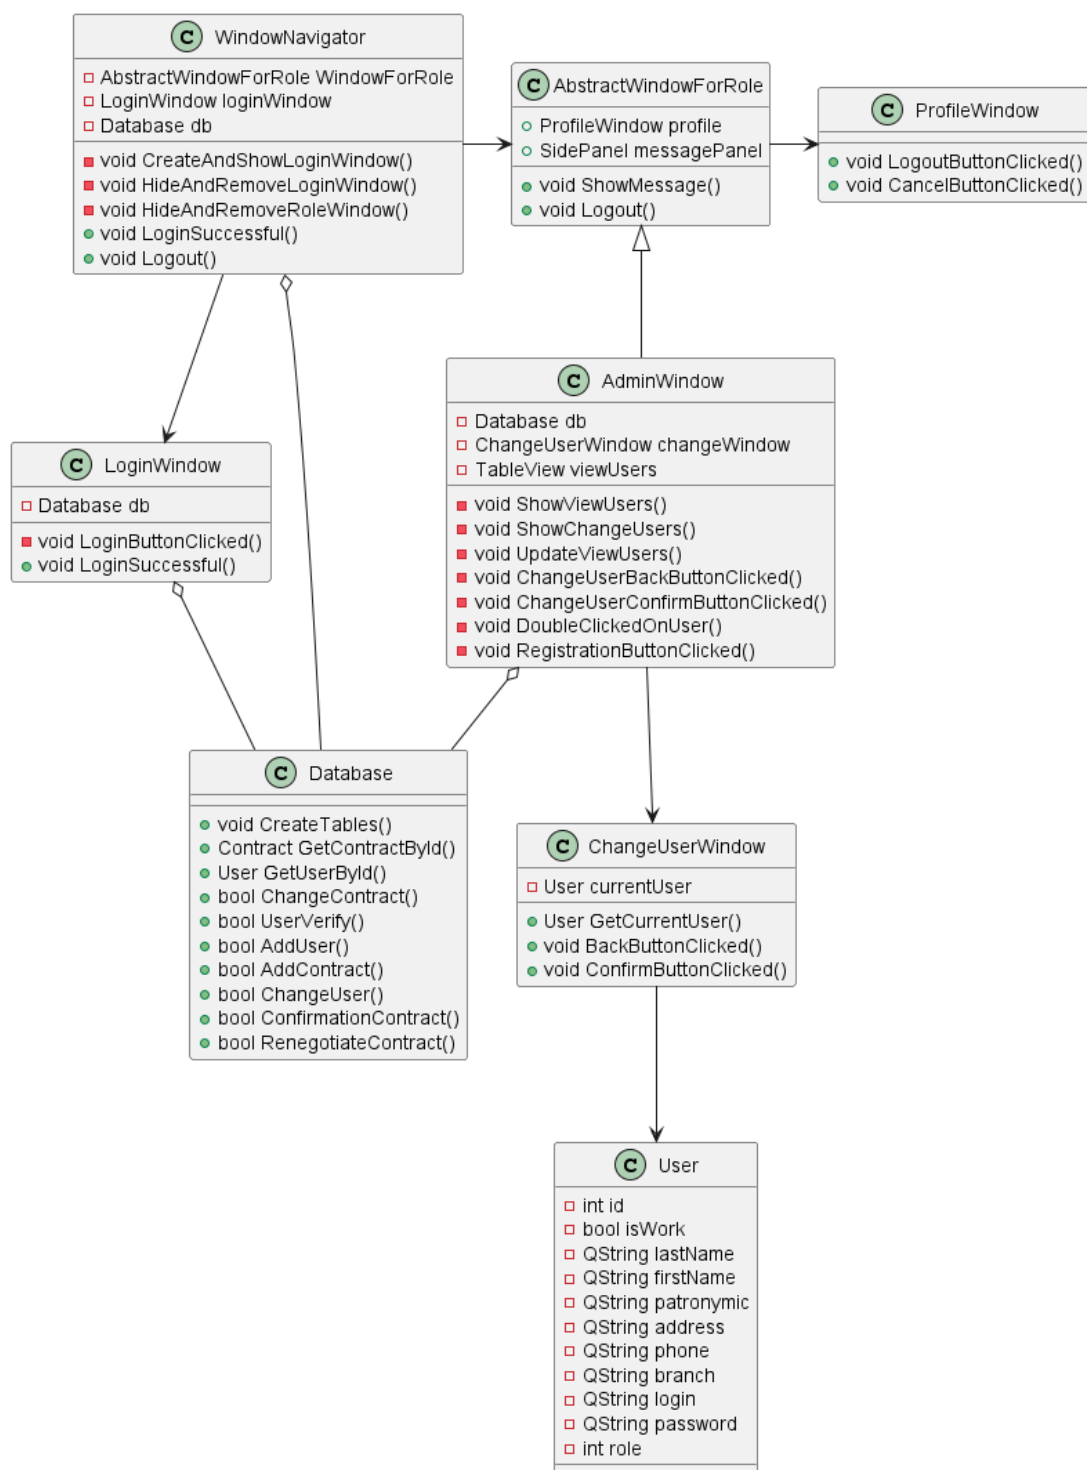 C WindowNavigator
AbstractWindowForRole WindowForRole
LoginWindow loginWindow
Database db
void CreateAndShowLoginWindow()
void HideAndRemoveLoginWindow()
void HideAndRemoveRoleWindow()
void LoginSuccessful()
void Logout()
C AbstractWindowForRole
ProfileWindow profile
SidePanel messagePanel
void ShowMessage()
void Logout()
C ProfileWindow
void LogoutButtonClicked()
void CancelButtonClicked()
C AdminWindow
Database db
ChangeUserWindow changeWindow
TableView viewUsers
void ShowViewUsers()
void ShowChangeUsers()
void UpdateViewUsers()
void ChangeUserBackButtonClicked()
void ChangeUserConfirmButtonClicked()
void DoubleClickedOnUser()
void RegistrationButtonClicked()
C LoginWindow
Database db
void LoginButtonClicked()
void LoginSuccessful()
C Database
void CreateTables()
Contract GetContractById()
User GetUserById()
bool ChangeContract()
bool UserVerify()
bool AddUser()
bool AddContract()
bool ChangeUser()
bool ConfirmationContract()
bool RenegotiateContract()
C ChangeUserWindow
User currentUser
User GetCurrentUser()
void BackButtonClicked()
void ConfirmButtonClicked()
C User
int id
bool isWork
QString lastName
QString firstName
QString patronymic
QString address
QString phone
QString branch
QString login
QString password
int role